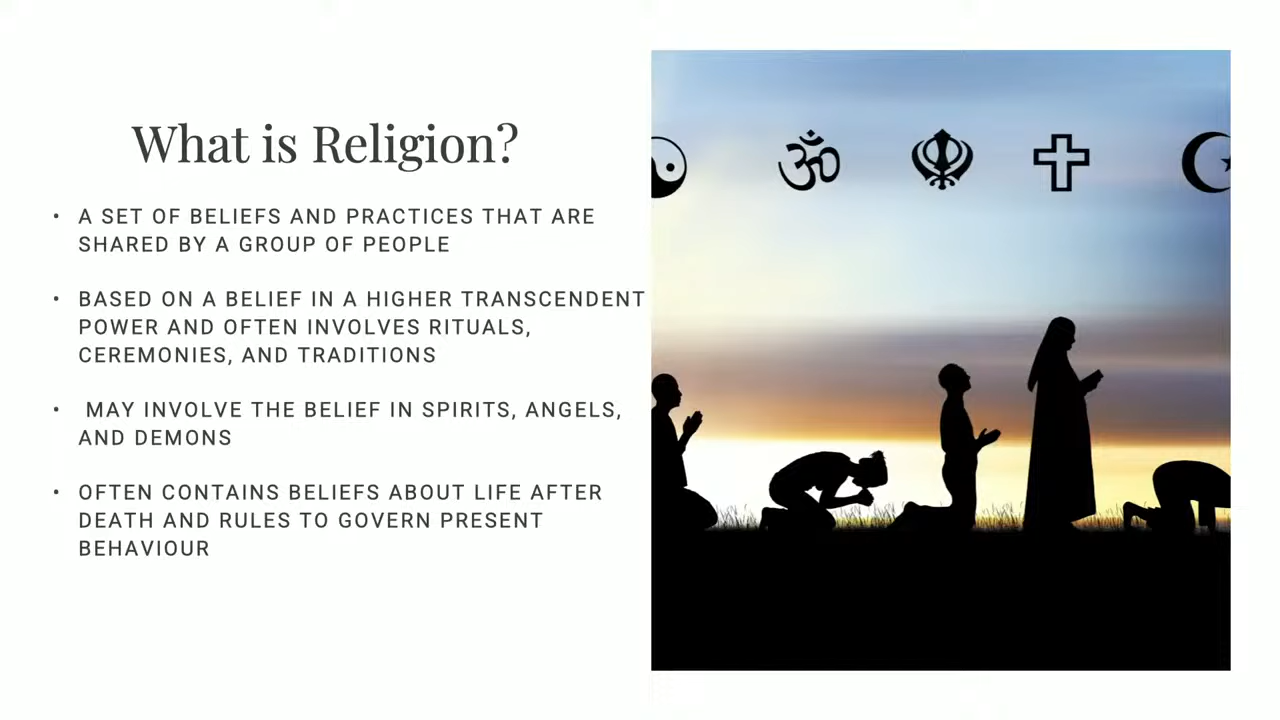 What is Religion?
• A SET OF BELIEFS AND PRACTICES THAT ARE
SHARED BY A GROUP OF PEOPLE
• BASED ON A BELIEF IN A HIGHER TRANSCENDENT
POWER AND OFTEN INVOLVES RITUALS,
CEREMONIES, AND TRADITIONS
• MAY INVOLVE THE BELIEF IN SPIRITS, ANGELS,
AND DEMONS
• OFTEN CONTAINS BELIEFS ABOUT LIFE AFTER
DEATH AND RULES TO GOVERN PRESENT
BEHAVIOUR